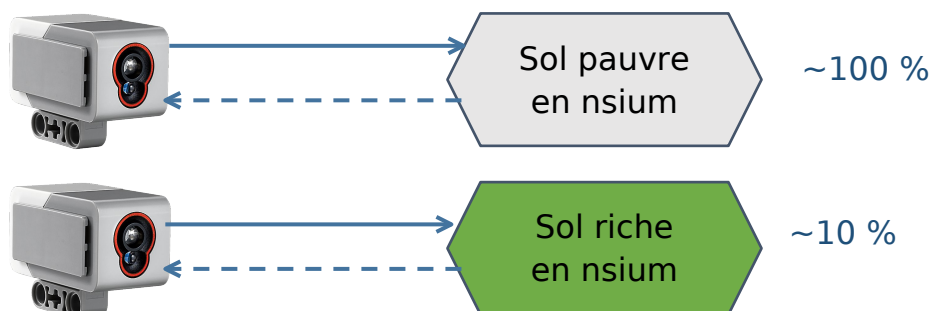 Sol pauvre
en nsium
~100 %
Sol riche
en nsium
~10 %